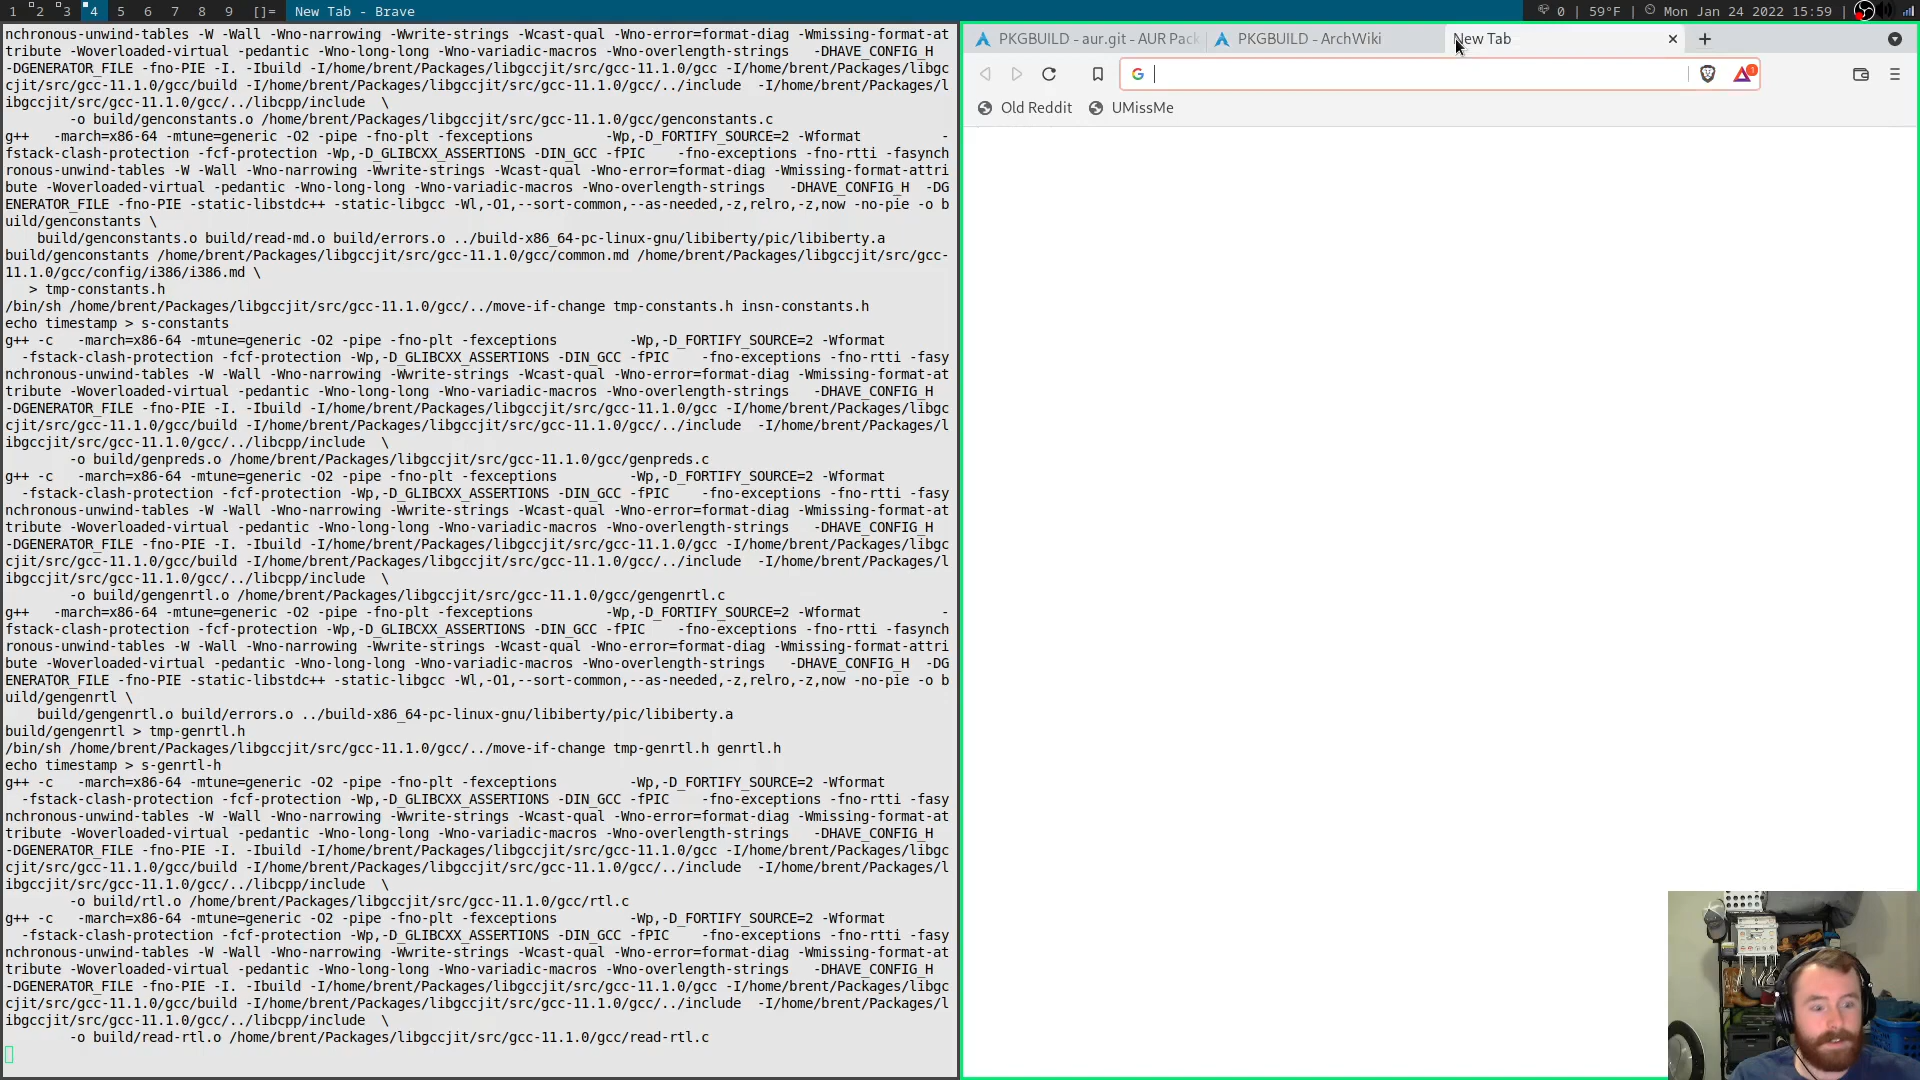 1 2 3 4 5 6 7 8 9 []= New Tab - Brave 0 | 59°F | Mon Jan 24 2022 15:59 |
nchronous-unwind-tables -W -Wall -Wno-narrowing -Wwrite-strings -Wcast-qual -Wno-error=format-diag -Wmissing-format-at
tribute -Woverloaded-virtual -pedantic -Wno-long-long -Wno-variadic-macros -Wno-overlength-strings   -DHAVE_CONFIG_H
-DGENERATOR_FILE -fno-PIE -I. -Ibuild -I/home/brent/Packages/libgccjit/src/gcc-11.1.0/gcc -I/home/brent/Packages/libgc
cjit/src/gcc-11.1.0/gcc/build -I/home/brent/Packages/libgccjit/src/gcc-11.1.0/gcc/../include  -I/home/brent/Packages/l
ibgccjit/src/gcc-11.1.0/gcc/../libcpp/include  \
-o build/genconstants.o /home/brent/Packages/libgccjit/src/gcc-11.1.0/gcc/genconstants.c
g++   -march=x86-64 -mtune=generic -O2 -pipe -fno-plt -fexceptions         -Wp,-D_FORTIFY_SOURCE=2 -Wformat          -
fstack-clash-protection -fcf-protection -Wp,-D_GLIBCXX_ASSERTIONS -DIN_GCC -fPIC    -fno-exceptions -fno-rtti -fasynch
ronous-unwind-tables -W -Wall -Wno-narrowing -Wwrite-strings -Wcast-qual -Wno-error=format-diag -Wmissing-format-attri
bute -Woverloaded-virtual -pedantic -Wno-long-long -Wno-variadic-macros -Wno-overlength-strings   -DHAVE_CONFIG_H  -DG
ENERATOR_FILE -fno-PIE -static-libstdc++ -static-libgcc -Wl,-O1,--sort-common,--as-needed,-z,relro,-z,now -no-pie -o b
uild/genconstants \
build/genconstants.o build/read-md.o build/errors.o ../build-x86_64-pc-linux-gnu/libiberty/pic/libiberty.a
build/genconstants /home/brent/Packages/libgccjit/src/gcc-11.1.0/gcc/common.md /home/brent/Packages/libgccjit/src/gcc-
11.1.0/gcc/config/i386/i386.md \
> tmp-constants.h
/bin/sh /home/brent/Packages/libgccjit/src/gcc-11.1.0/gcc/../move-if-change tmp-constants.h insn-constants.h
echo timestamp > s-constants
g++ -c   -march=x86-64 -mtune=generic -O2 -pipe -fno-plt -fexceptions         -Wp,-D_FORTIFY_SOURCE=2 -Wformat
-fstack-clash-protection -fcf-protection -Wp,-D_GLIBCXX_ASSERTIONS -DIN_GCC -fPIC    -fno-exceptions -fno-rtti -fasy
nchronous-unwind-tables -W -Wall -Wno-narrowing -Wwrite-strings -Wcast-qual -Wno-error=format-diag -Wmissing-format-at
tribute -Woverloaded-virtual -pedantic -Wno-long-long -Wno-variadic-macros -Wno-overlength-strings   -DHAVE_CONFIG_H
-DGENERATOR_FILE -fno-PIE -I. -Ibuild -I/home/brent/Packages/libgccjit/src/gcc-11.1.0/gcc -I/home/brent/Packages/libgc
cjit/src/gcc-11.1.0/gcc/build -I/home/brent/Packages/libgccjit/src/gcc-11.1.0/gcc/../include  -I/home/brent/Packages/l
ibgccjit/src/gcc-11.1.0/gcc/../libcpp/include  \
-o build/genpreds.o /home/brent/Packages/libgccjit/src/gcc-11.1.0/gcc/genpreds.c
g++ -c   -march=x86-64 -mtune=generic -O2 -pipe -fno-plt -fexceptions         -Wp,-D_FORTIFY_SOURCE=2 -Wformat
-fstack-clash-protection -fcf-protection -Wp,-D_GLIBCXX_ASSERTIONS -DIN_GCC -fPIC    -fno-exceptions -fno-rtti -fasy
nchronous-unwind-tables -W -Wall -Wno-narrowing -Wwrite-strings -Wcast-qual -Wno-error=format-diag -Wmissing-format-at
tribute -Woverloaded-virtual -pedantic -Wno-long-long -Wno-variadic-macros -Wno-overlength-strings   -DHAVE_CONFIG_H
-DGENERATOR_FILE -fno-PIE -I. -Ibuild -I/home/brent/Packages/libgccjit/src/gcc-11.1.0/gcc -I/home/brent/Packages/libgc
cjit/src/gcc-11.1.0/gcc/build -I/home/brent/Packages/libgccjit/src/gcc-11.1.0/gcc/../include  -I/home/brent/Packages/l
ibgccjit/src/gcc-11.1.0/gcc/../libcpp/include  \
-o build/gengenrtl.o /home/brent/Packages/libgccjit/src/gcc-11.1.0/gcc/gengenrtl.c
g++   -march=x86-64 -mtune=generic -O2 -pipe -fno-plt -fexceptions         -Wp,-D_FORTIFY_SOURCE=2 -Wformat          -
fstack-clash-protection -fcf-protection -Wp,-D_GLIBCXX_ASSERTIONS -DIN_GCC -fPIC    -fno-exceptions -fno-rtti -fasynch
ronous-unwind-tables -W -Wall -Wno-narrowing -Wwrite-strings -Wcast-qual -Wno-error=format-diag -Wmissing-format-attri
bute -Woverloaded-virtual -pedantic -Wno-long-long -Wno-variadic-macros -Wno-overlength-strings   -DHAVE_CONFIG_H  -DG
ENERATOR_FILE -fno-PIE -static-libstdc++ -static-libgcc -Wl,-O1,--sort-common,--as-needed,-z,relro,-z,now -no-pie -o b
uild/gengenrtl \
build/gengenrtl.o build/errors.o ../build-x86_64-pc-linux-gnu/libiberty/pic/libiberty.a
build/gengenrtl > tmp-genrtl.h
/bin/sh /home/brent/Packages/libgccjit/src/gcc-11.1.0/gcc/../move-if-change tmp-genrtl.h genrtl.h
echo timestamp > s-genrtl-h
g++ -c   -march=x86-64 -mtune=generic -O2 -pipe -fno-plt -fexceptions         -Wp,-D_FORTIFY_SOURCE=2 -Wformat
-fstack-clash-protection -fcf-protection -Wp,-D_GLIBCXX_ASSERTIONS -DIN_GCC -fPIC    -fno-exceptions -fno-rtti -fasy
nchronous-unwind-tables -W -Wall -Wno-narrowing -Wwrite-strings -Wcast-qual -Wno-error=format-diag -Wmissing-format-at
tribute -Woverloaded-virtual -pedantic -Wno-long-long -Wno-variadic-macros -Wno-overlength-strings   -DHAVE_CONFIG_H
-DGENERATOR_FILE -fno-PIE -I. -Ibuild -I/home/brent/Packages/libgccjit/src/gcc-11.1.0/gcc -I/home/brent/Packages/libgc
cjit/src/gcc-11.1.0/gcc/build -I/home/brent/Packages/libgccjit/src/gcc-11.1.0/gcc/../include  -I/home/brent/Packages/l
ibgccjit/src/gcc-11.1.0/gcc/../libcpp/include  \
-o build/rtl.o /home/brent/Packages/libgccjit/src/gcc-11.1.0/gcc/rtl.c
g++ -c   -march=x86-64 -mtune=generic -O2 -pipe -fno-plt -fexceptions         -Wp,-D_FORTIFY_SOURCE=2 -Wformat
-fstack-clash-protection -fcf-protection -Wp,-D_GLIBCXX_ASSERTIONS -DIN_GCC -fPIC    -fno-exceptions -fno-rtti -fasy
nchronous-unwind-tables -W -Wall -Wno-narrowing -Wwrite-strings -Wcast-qual -Wno-error=format-diag -Wmissing-format-at
tribute -Woverloaded-virtual -pedantic -Wno-long-long -Wno-variadic-macros -Wno-overlength-strings   -DHAVE_CONFIG_H
-DGENERATOR_FILE -fno-PIE -I. -Ibuild -I/home/brent/Packages/libgccjit/src/gcc-11.1.0/gcc -I/home/brent/Packages/libgc
cjit/src/gcc-11.1.0/gcc/build -I/home/brent/Packages/libgccjit/src/gcc-11.1.0/gcc/../include  -I/home/brent/Packages/l
ibgccjit/src/gcc-11.1.0/gcc/../libcpp/include  \
-o build/read-rtl.o /home/brent/Packages/libgccjit/src/gcc-11.1.0/gcc/read-rtl.c
PKGBUILD - aur.git - AUR Pack PKGBUILD - ArchWiki New Tab
1
Old Reddit UMissMe